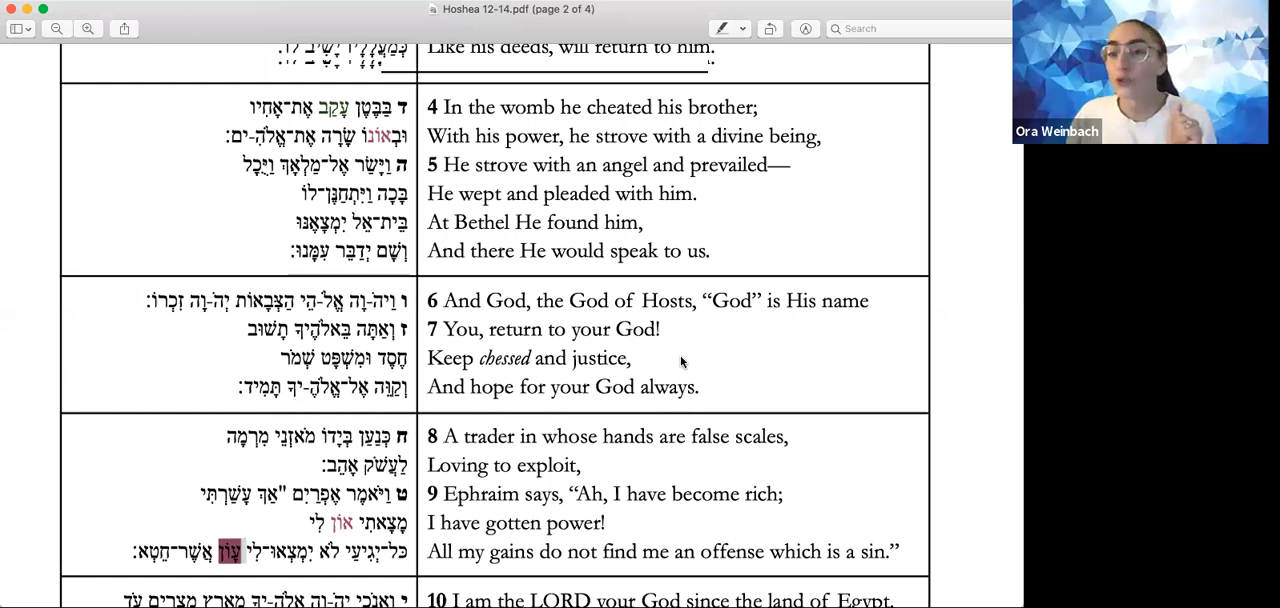 Hoshea 12-14.pdf (page 2 of 4)
Search
Ora Weinbach
כְּמַעֲלָלָיו יָשִׁיב לוֹ׃
Like his deeds, will return to him.
ד בַּבֶּטֶן עָקַב אֶת־אָחִיו
וּבְאוֹנוֹ שָׂרָה אֶת־אֱלֹהִ-ים׃
4 In the womb he cheated his brother;
With his power, he strove with a divine being,
ה וַיָּשַׂר אֶל־מַלְאָךְ וַיֻּכָל
בָּכָה וַיִּתְחַנֶּן־לוֹ
בֵּית־אֵל יִמְצָאֶנּוּ
וְשָׁם יְדַבֵּר עִמָּנוּ׃
5 He strove with an angel and prevailed—
He wept and pleaded with him.
At Bethel He found him,
And there He would speak to us.
ו וַיהֹ-וָה אֱלֹ-הֵי הַצְּבָאוֹת יְהֹ-וָה זִכְרוֹ׃
6 And God, the God of Hosts, “God” is His name
ז וְאַתָּה בֵּאלֹהֶיךָ תָשׁוּב
חֶסֶד וּמִשְׁפָּט שְׁמֹר
וְקַוֵּה אֶל־אֱלֹהֶ-יךָ תָּמִיד׃
7 You, return to your God!
Keep chessed and justice,
And hope for your God always.
ח כְּנַעַן בְּיָדוֹ מֹאזְנֵי מִרְמָה
לַעֲשֹׁק אָהֵב׃
8 A trader in whose hands are false scales,
Loving to exploit,
ט וַיֹּאמֶר אֶפְרַיִם "אַךְ עָשַׁרְתִּי
מָצָאתִי אוֹן לִי
כׇּל־יְגִיעַי לֹא יִמְצְאוּ־לִי עָוֺן אֲשֶׁר־חֵטְא׃
9 Ephraim says, “Ah, I have become rich;
I have gotten power!
All my gains do not find me an offense which is a sin.”
י וְאָנֹכִי יְהֹ-וָה אֱלֹהֶ-יךָ מֵאֶרֶץ מִצְרָיִם עֹד
10 I am the LORD your God since the land of Egypt.